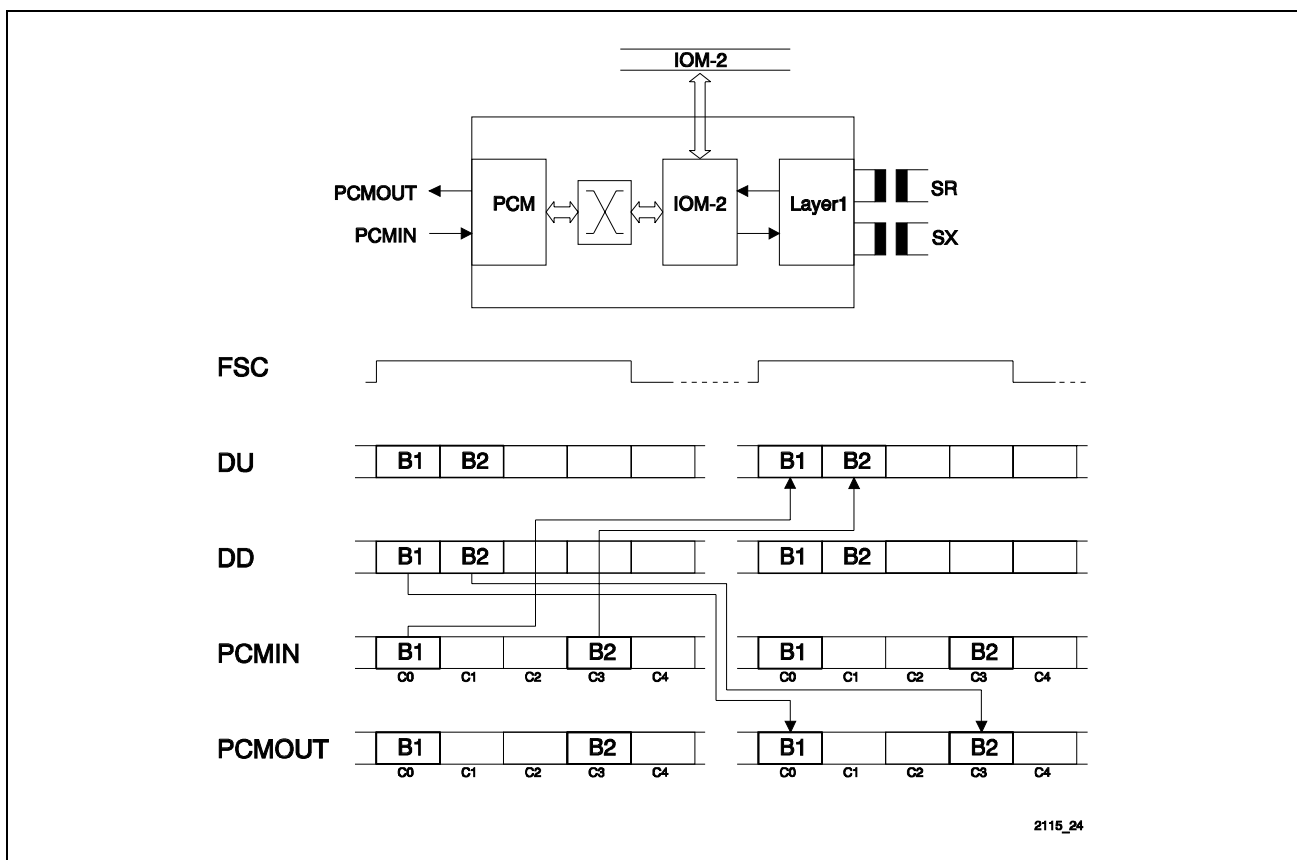 IOM-2
PCMOUT
PCMIN
PCM
IOM-2
Layer1
SR
SX
FSC
DU B1 B2 B1 B2
DD B1 B2 B1 B2
PCMIN B1 B2 B1 B2
C0 C1 C2 C3 C4 C0 C1 C2 C3 C4
PCMOUT B1 B2 B1 B2
C0 C1 C2 C3 C4 C0 C1 C2 C3 C4
2115_24